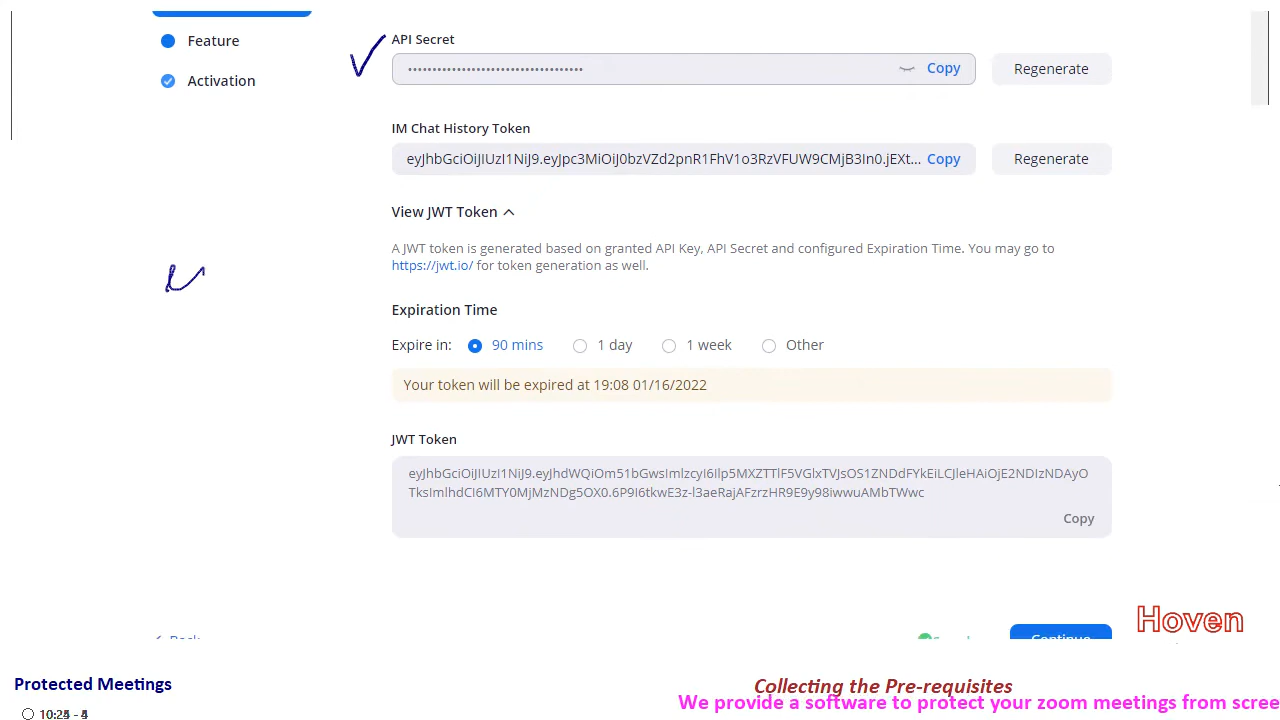 Feature
Activation
API Secret
Copy
Regenerate
IM Chat History Token
eyJhbGciOiJIUzI1NiJ9.eyJpc3MiOiJ0bzVZd2pnR1FhV1o3RzVFUW9CMjB3In0.jEXt... Copy
Regenerate
View JWT Token
A JWT token is generated based on granted API Key, API Secret and configured Expiration Time. You may go to
https://jwt.io/ for token generation as well.
Expiration Time
Expire in: 90 mins 1 day 1 week Other
Your token will be expired at 19:08 01/16/2022
JWT Token
eyJhbGciOiJIUzI1NiJ9.eyJhdWQiOm51bGwsImlzcyI6Ilp5MXZTTlF5VGlxTVJsOS1ZNDdFYkEiLCJleHAiOjE2NDIzNDAyO
TksImlhdCI6MTY0MjMzNDg5OX0.6P9I6tkwE3z-l3aeRajAFzrzHR9E9y98iwwuAMbTWwc
Copy
Back
Continue
Hoven
Protected Meetings
Collecting the Pre-requisites
We provide a software to protect your zoom meetings from scree